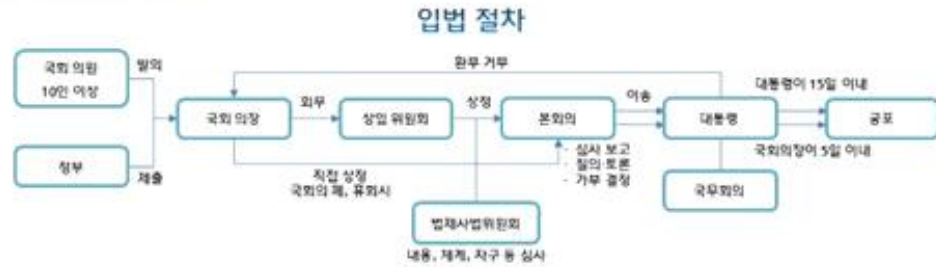 입법 절차
국회 의원
10인 이상
발의
정부
제출
국회 의장
회부
상임 위원회
상정
본회의
- 심사 보고
- 질의·토론
- 가부 결정
직접 상정
국회의 폐, 휴회시
법제사법위원회
내용, 체계, 자구 등 심사
환부 거부
이송
대통령
국무회의
대통령이 15일 이내
국회의장이 5일 이내
공포